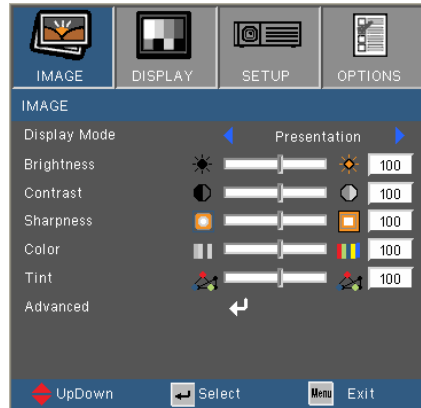 IMAGE DISPLAY SETUP OPTIONS
IMAGE
Display Mode Presentation
Brightness 100
Contrast 100
Sharpness 100
Color 100
Tint 100
Advanced
UpDown Select Menu Exit